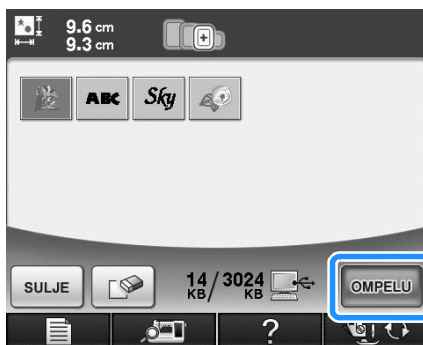 9.6 cm
9.3 cm
ABC Sky
SULJE 14/3024 KB KB OMPELU
?